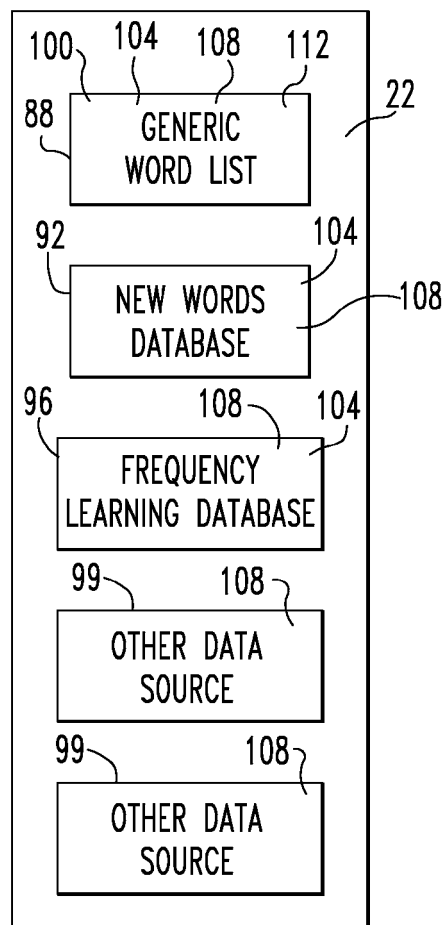 100 104 108 112
22
88
GENERIC
WORD LIST
104
92
108
NEW WORDS
DATABASE
96 108 104
FREQUENCY
LEARNING DATABASE
99 108
OTHER DATA
SOURCE
99 108
OTHER DATA
SOURCE